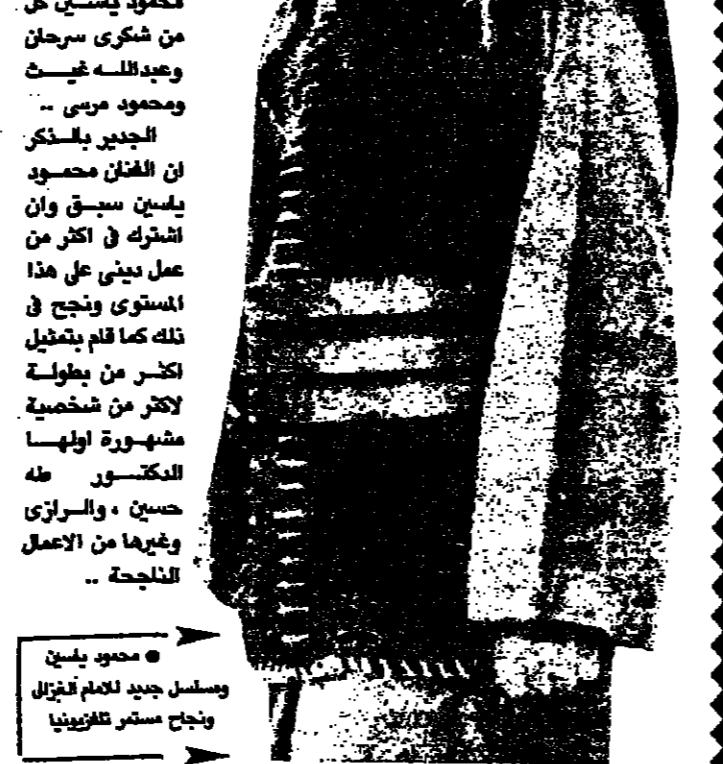 محمود ياسين كل
من شكرى سرحان
وعبدالله غيث
ومحمود مرسى ..
الجدير بالذكر
ان الفنان محمود
ياسين سبق وان
اشترك في اكثر من
عمل دينى على هذا
المستوى ونجح في
ذلك كما قام بتمثيل
اكثر من بطولة
لاكثر من شخصية
مشهورة اولها
الدكتور طه
حسين ، والرازى
وغيرها من الاعمال
الناجحة ..
● محمود ياسين
ومسلسل جديد للامام الغزالى
ونجاح مستمر تلفزيونيا